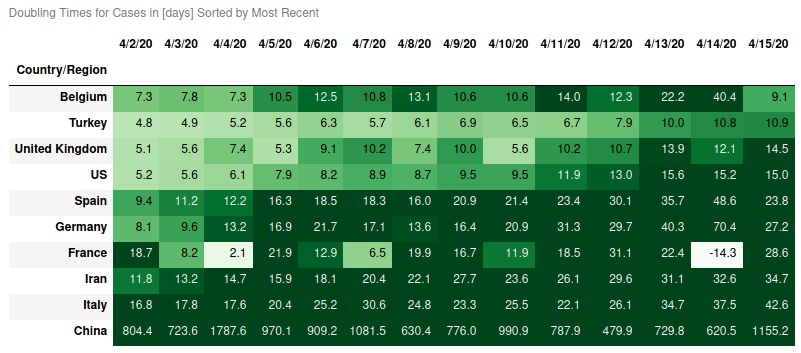 Doubling Times for Cases in [days] Sorted by Most Recent
4/2/20 4/3/20 4/4/20 4/5/20 4/6/20 4/7/20 4/8/20 4/9/20 4/10/20 4/11/20 4/12/20 4/13/20 4/14/20 4/15/20
Country/Region
Belgium 7.3 7.8 7.3 10.5 12.5 10.8 13.1 10.6 10.6 14.0 12.3 22.2 40.4 9.1
Turkey 4.8 4.9 5.2 5.6 6.3 5.7 6.1 6.9 6.5 6.7 7.9 10.0 10.8 10.9
United Kingdom 5.1 5.6 7.4 5.3 9.1 10.2 7.4 10.0 5.6 10.2 10.7 13.9 12.1 14.5
US 5.2 5.6 6.1 7.9 8.2 8.9 8.7 9.5 9.5 11.9 13.0 15.6 15.2 15.0
Spain 9.4 11.2 12.2 16.3 18.5 18.3 16.0 20.9 21.4 23.4 30.1 35.7 48.6 23.8
Germany 8.1 9.6 13.2 16.9 21.7 17.1 13.6 16.4 20.9 31.3 29.7 40.3 70.4 27.2
France 18.7 8.2 2.1 21.9 12.9 6.5 19.9 16.7 11.9 18.5 31.1 22.4 -14.3 28.6
Iran 11.8 13.2 14.7 15.9 18.1 20.4 22.1 27.7 23.6 26.1 29.6 31.1 32.6 34.7
Italy 16.8 17.8 17.6 20.4 25.2 30.6 24.8 23.3 25.5 22.1 26.1 34.7 37.5 42.6
China 804.4 723.6 1787.6 970.1 909.2 1081.5 630.4 776.0 990.9 787.9 479.9 729.8 620.5 1155.2